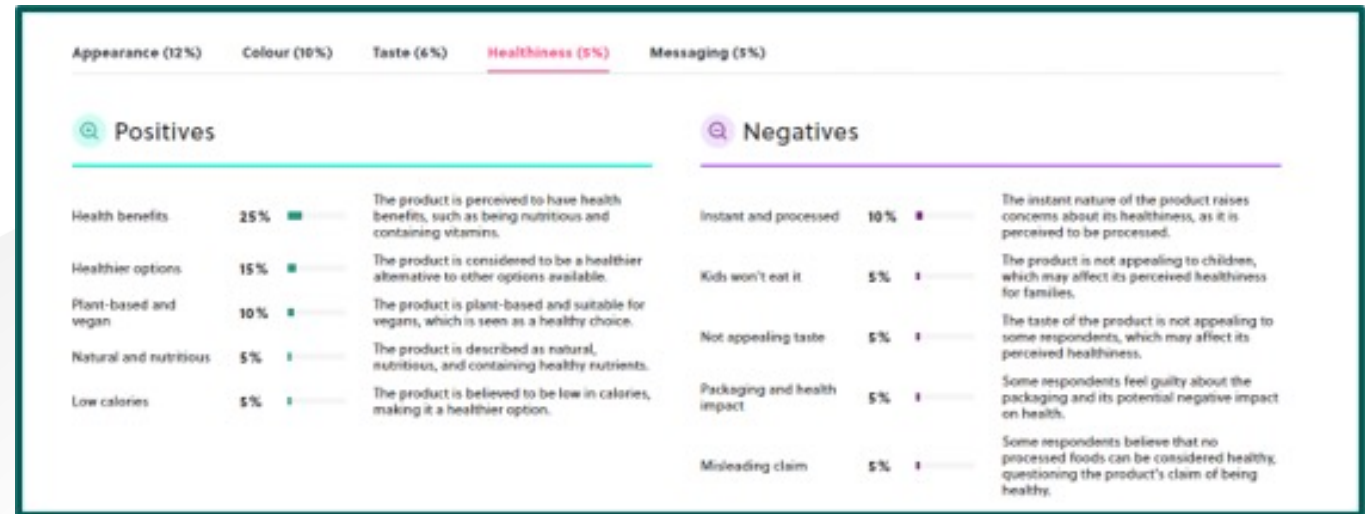 Appearance (12%) Colour (10%) Taste (6%) Healthiness (5%) Messaging (5%)
Positives
Health benefits 25% The product is perceived to have health
benefits, such as being nutritious and
containing vitamins.
Healthier options 15% The product is considered to be a healthier
alternative to other options available.
Plant-based and
vegan 10% The product is plant-based and suitable for
vegans, which is seen as a healthy choice.
Natural and nutritious 5% The product is described as natural,
nutritious, and containing healthy nutrients.
Low calories 5% The product is believed to be low in calories,
making it a healthier option.
Negatives
Instant and processed 10% The instant nature of the product raises
concerns about its healthiness, as it is
perceived to be processed.
Kids won't eat it 5% The product is not appealing to children,
which may affect its perceived healthiness
for families.
Not appealing taste 5% The taste of the product is not appealing to
some respondents, which may affect its
perceived healthiness.
Packaging and health
impact 5% Some respondents feel guilty about the
packaging and its potential negative impact
on health.
Misleading claim 5% Some respondents believe that no
processed foods can be considered healthy,
questioning the product's claim of being
healthy.